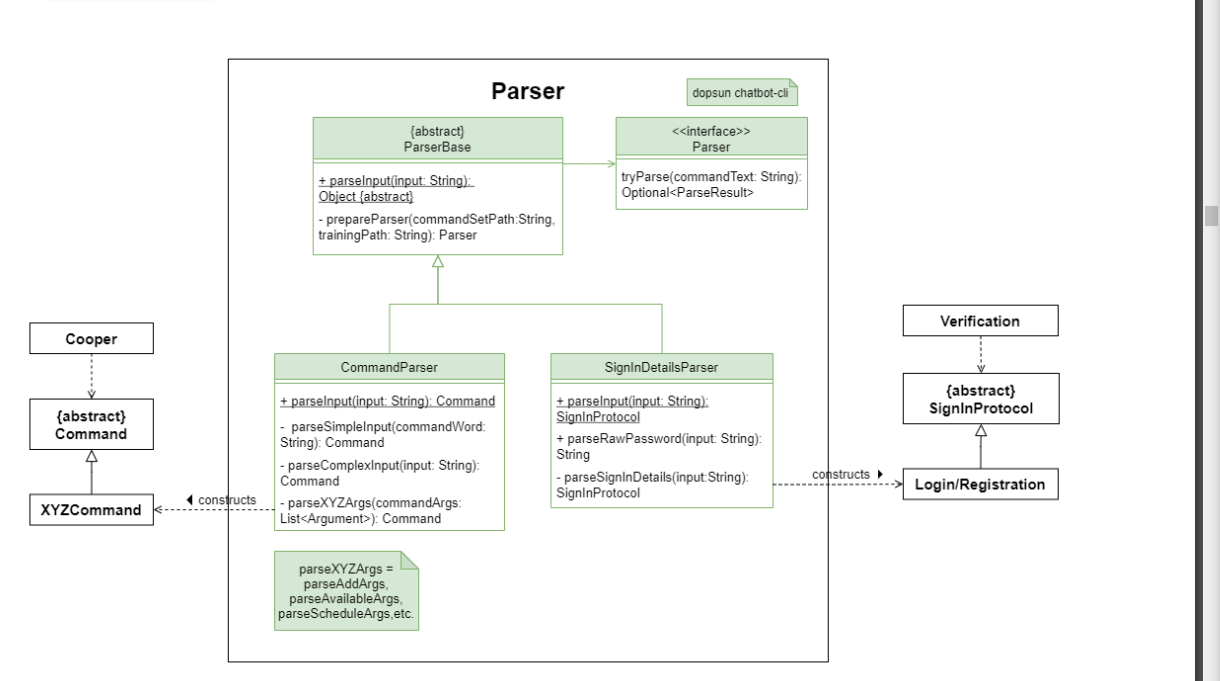 Parser
dopsun chatbot-cli
{abstract}
ParserBase
+ parseInput(input: String):
Object {abstract}
- prepareParser(commandSetPath:String,
trainingPath: String): Parser
<<interface>>
Parser
tryParse(commandText: String):
Optional<ParseResult>
Cooper
{abstract}
Command
XYZCommand
constructs
CommandParser
+ parseInput(input: String): Command
- parseSimpleInput(commandWord:
String): Command
- parseComplexInput(input: String):
Command
- parseXYZArgs(commandArgs:
List<Argument>): Command
SignInDetailsParser
+ parseInput(input: String):
SignInProtocol
+ parseRawPassword(input: String):
String
- parseSignInDetails(input:String):
SignInProtocol
constructs
Verification
{abstract}
SignInProtocol
Login/Registration
parseXYZArgs =
parseAddArgs,
parseAvailableArgs,
parseScheduleArgs,etc.